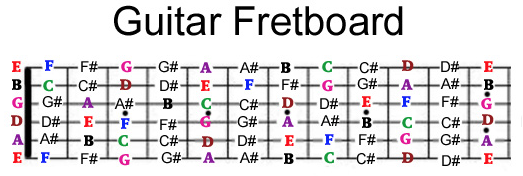 Guitar Fretboard
E F F# G G# A A# B C C# D D# E
B C C# D D# E F F# G G# A A# B
G G# A A# B C C# D D# E F F# G
D D# E F F# G G# A A# B C C# D
A A# B C C# D D# E F F# G G# A
E F F# G G# A A# B C C# D D# E